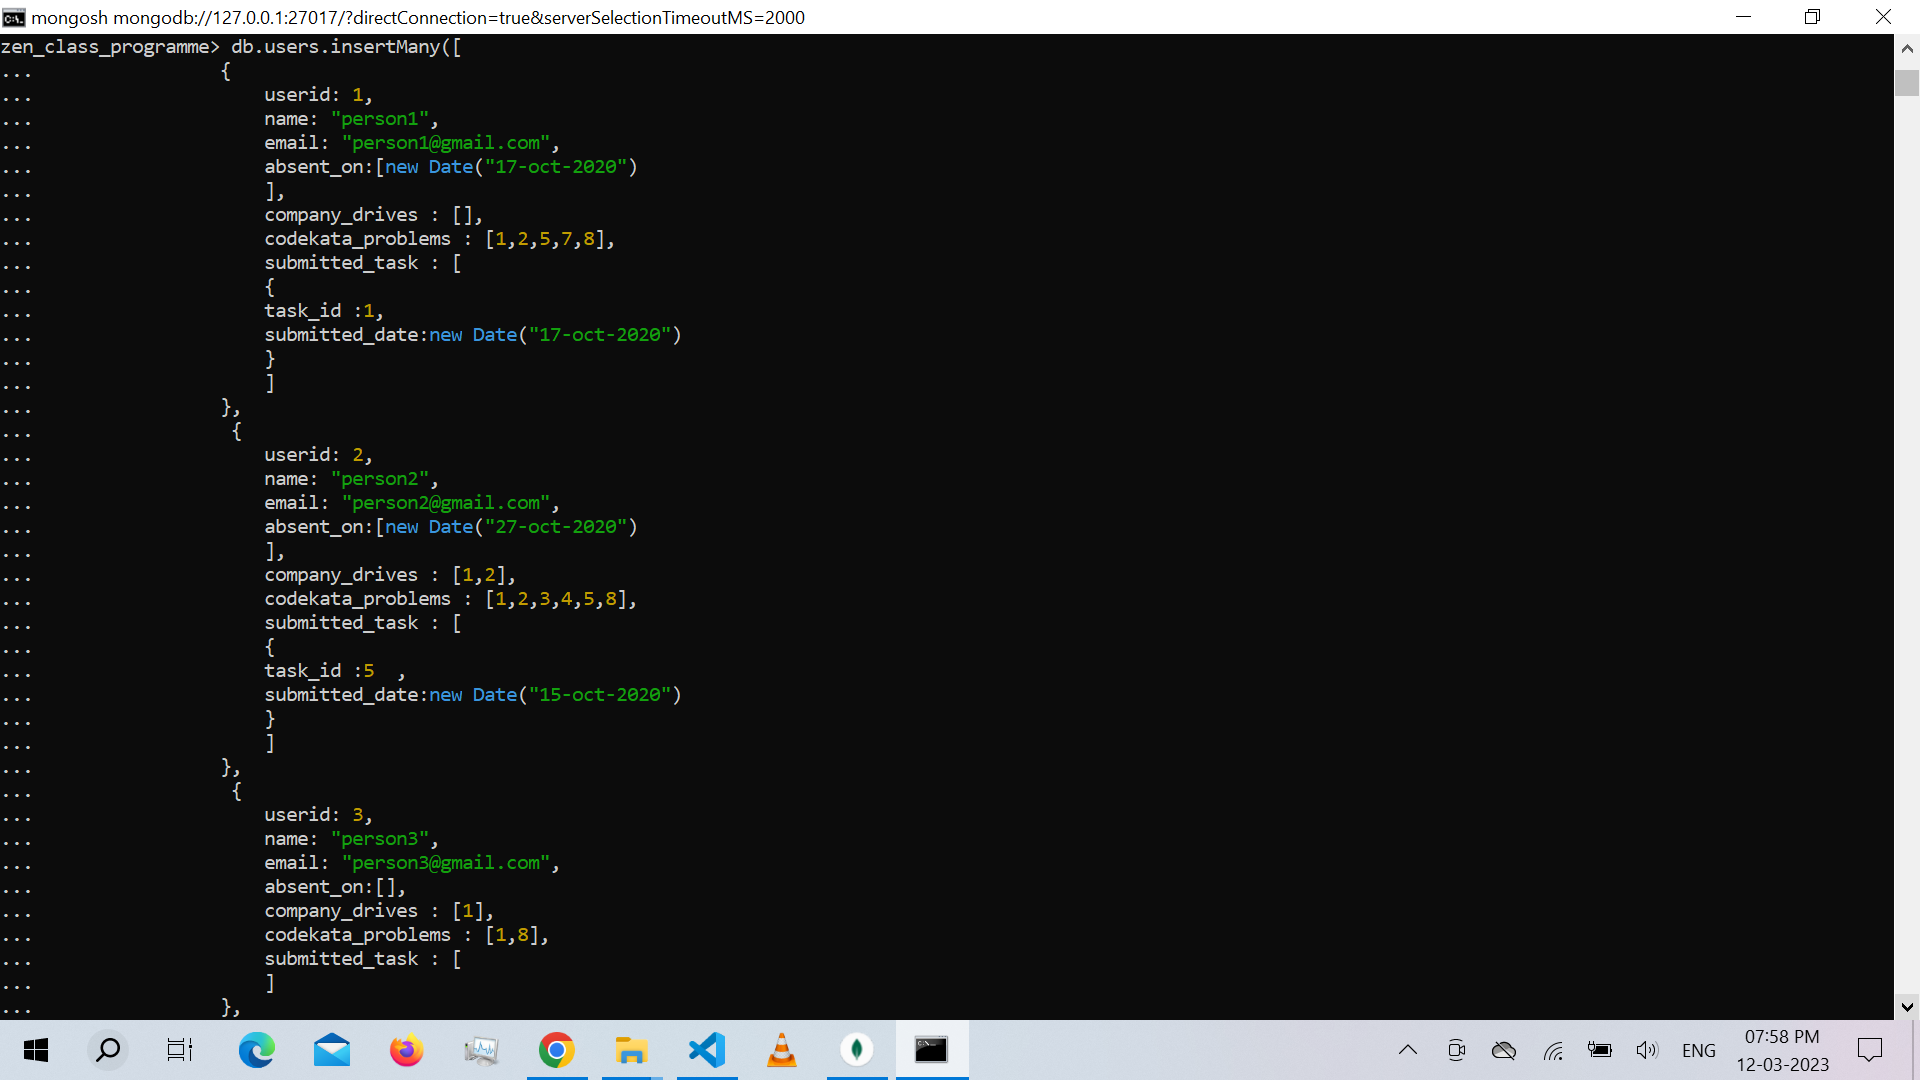 mongosh mongodb://127.0.0.1:27017/?directConnection=true&serverSelectionTimeoutMS=2000
zen_class_programme> db.users.insertMany([
... {
... userid: 1,
... name: "person1",
... email: "person1@gmail.com",
... absent_on:[new Date("17-oct-2020")
... ],
... company_drives : [],
... codekata_problems : [1,2,5,7,8],
... submitted_task : [
... {
... task_id :1,
... submitted_date:new Date("17-oct-2020")
... }
... ]
... },
... {
... userid: 2,
... name: "person2",
... email: "person2@gmail.com",
... absent_on:[new Date("27-oct-2020")
... ],
... company_drives : [1,2],
... codekata_problems : [1,2,3,4,5,8],
... submitted_task : [
... {
... task_id :5  ,
... submitted_date:new Date("15-oct-2020")
... }
... ]
... },
... {
... userid: 3,
... name: "person3",
... email: "person3@gmail.com",
... absent_on:[],
... company_drives : [1],
... codekata_problems : [1,8],
... submitted_task : [
... ]
... },
ENG
07:58 PM
12-03-2023